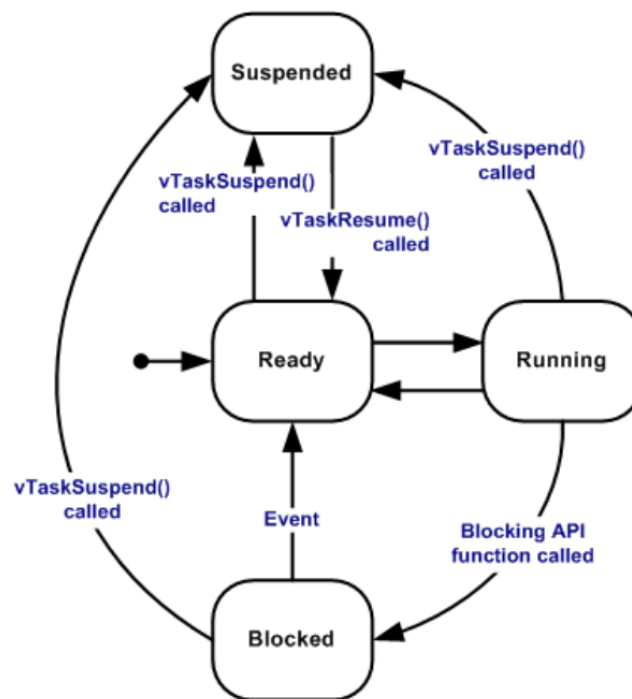 Suspended
vTaskSuspend()
called
vTaskSuspend()
called
vTaskResume()
called
Ready
Running
vTaskSuspend()
called
Event
Blocking API
function called
Blocked